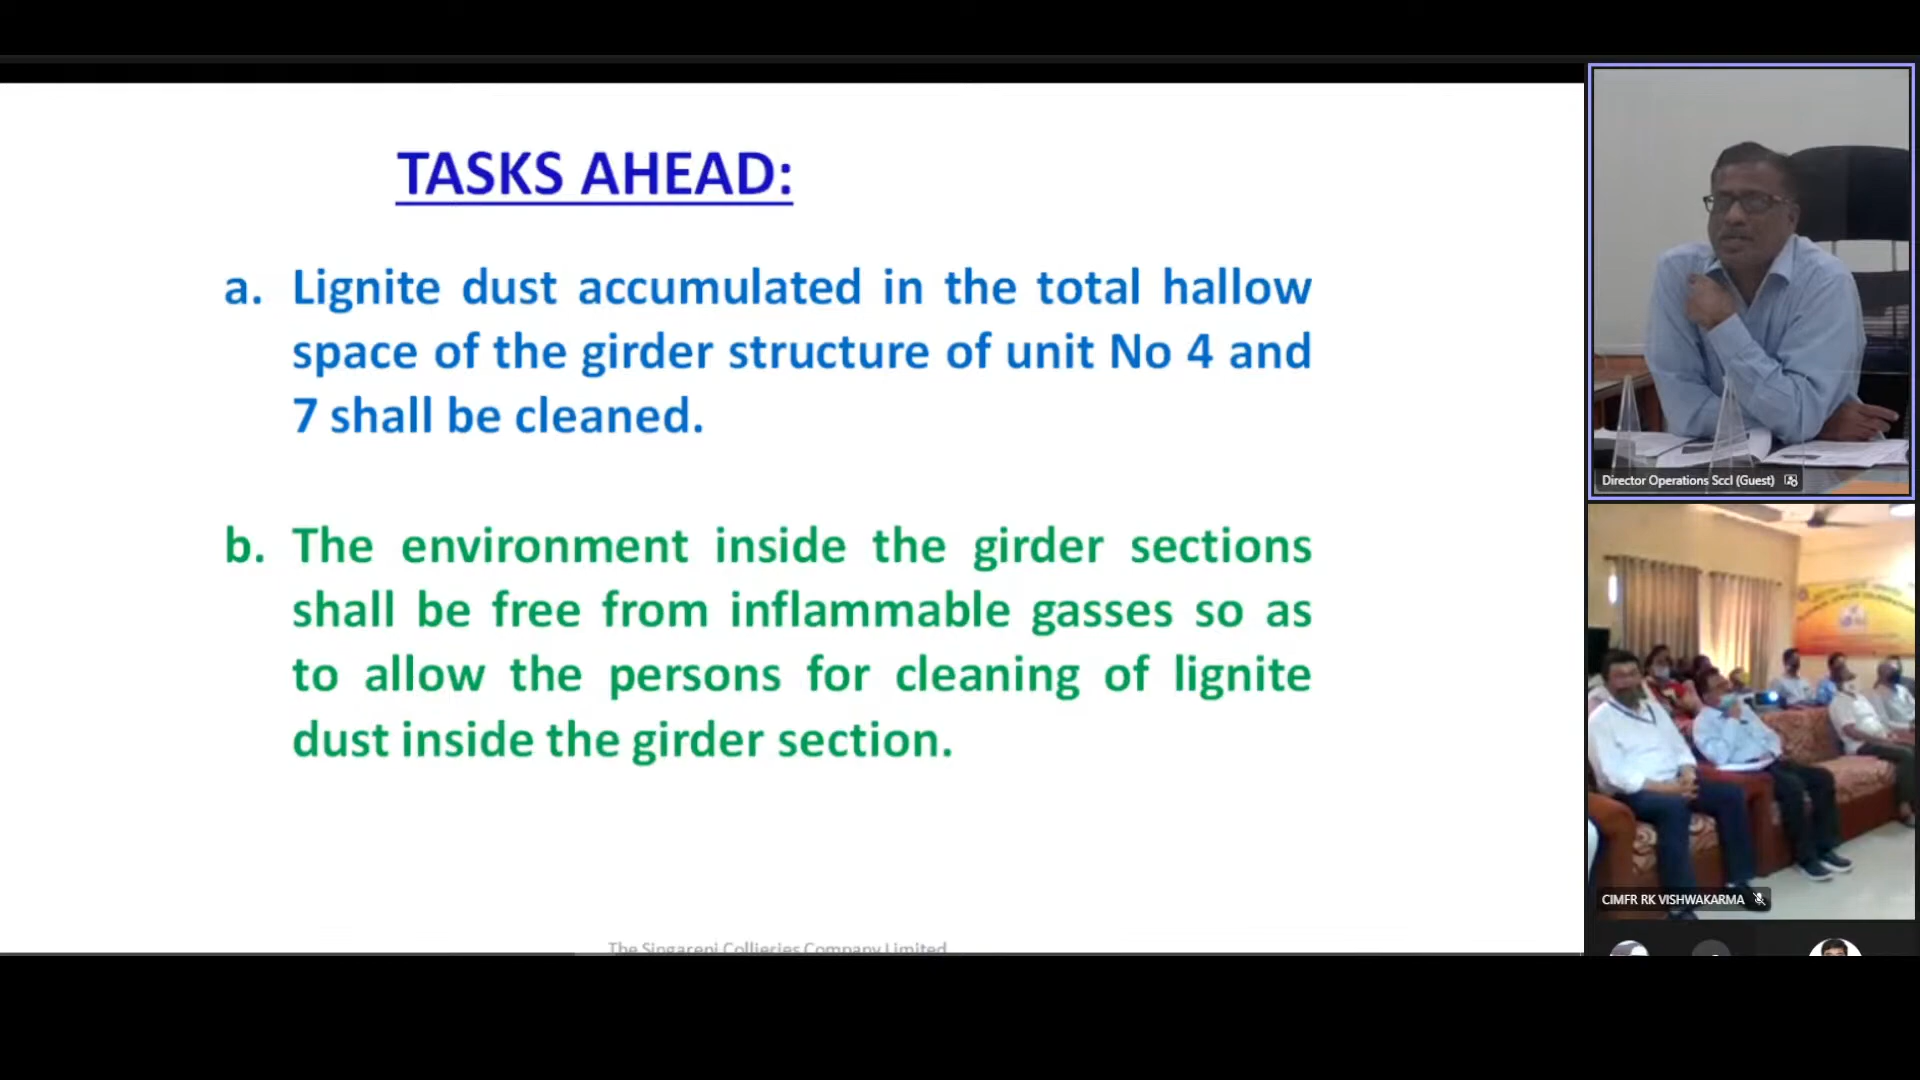 TASKS AHEAD:
a. Lignite dust accumulated in the total hallow
space of the girder structure of unit No 4 and
7 shall be cleaned.
b. The environment inside the girder sections
shall be free from inflammable gasses so as
to allow the persons for cleaning of lignite
dust inside the girder section.
The Singareni Collieries Company Limited
Director Operations Sccl (Guest)
CIMFR RK VISHWAKARMA